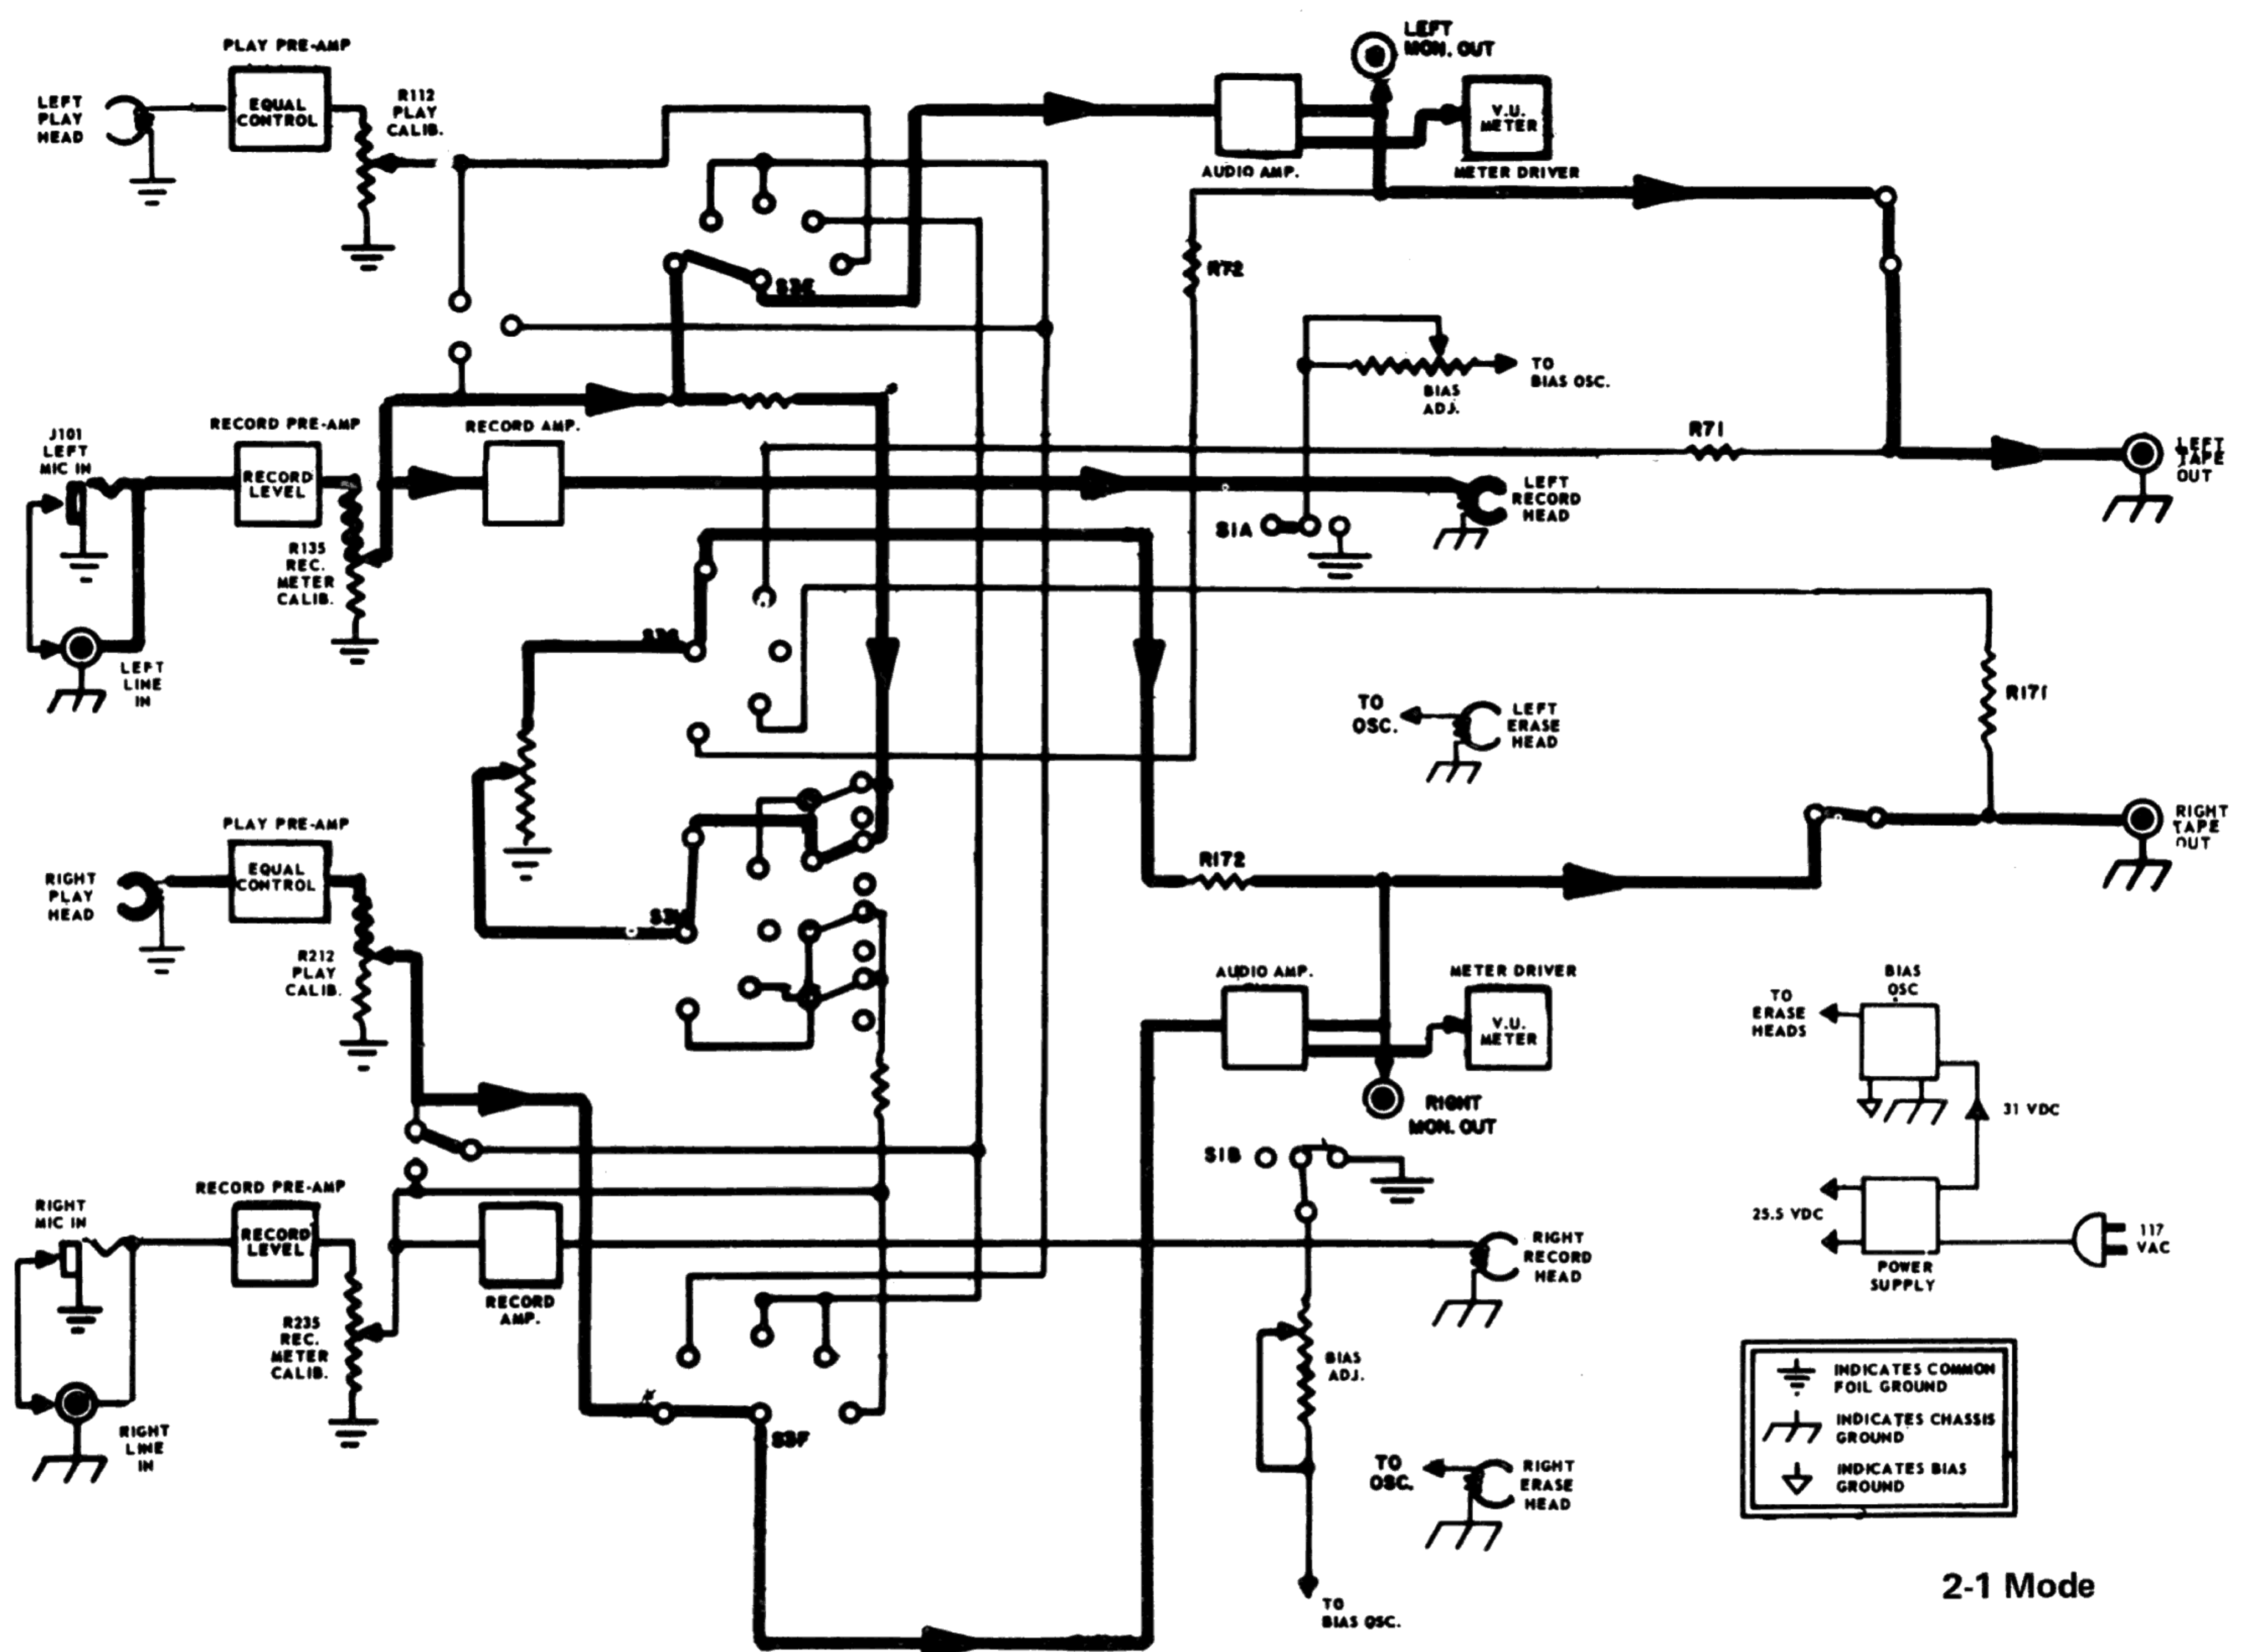 LEFT
MON. OUT
PLAY PRE-AMP
LEFT
PLAY
HEAD
EQUAL
CONTROL
R112
PLAY
CALIB.
V.U.
METER
AUDIO AMP.
METER DRIVER
S3E
R72
TO
BIAS OSC.
BIAS
ADJ.
J101
LEFT
MIC IN
RECORD PRE-AMP
RECORD AMP.
RECORD
LEVEL
R71
LEFT
TAPE
OUT
LEFT
RECORD
HEAD
S1A
R135
REC.
METER
CALIB.
LEFT
LINE
IN
TO
OSC.
LEFT
ERASE
HEAD
R171
PLAY PRE-AMP
RIGHT
TAPE
OUT
RIGHT
PLAY
HEAD
EQUAL
CONTROL
R172
R212
PLAY
CALIB.
AUDIO AMP.
METER DRIVER
V.U.
METER
BIAS
OSC
TO
ERASE
HEADS
31 VDC
RIGHT
MON. OUT
S1B
RECORD PRE-AMP
RIGHT
MIC IN
RECORD
LEVEL
25.5 VDC
117
VAC
POWER
SUPPLY
RIGHT
RECORD
HEAD
RECORD
AMP.
R235
REC.
METER
CALIB.
BIAS
ADJ.
RIGHT
LINE
IN
S3F
INDICATES COMMON
FOIL GROUND
INDICATES CHASSIS
GROUND
INDICATES BIAS
GROUND
TO
OSC.
RIGHT
ERASE
HEAD
TO
BIAS OSC.
2-1 Mode